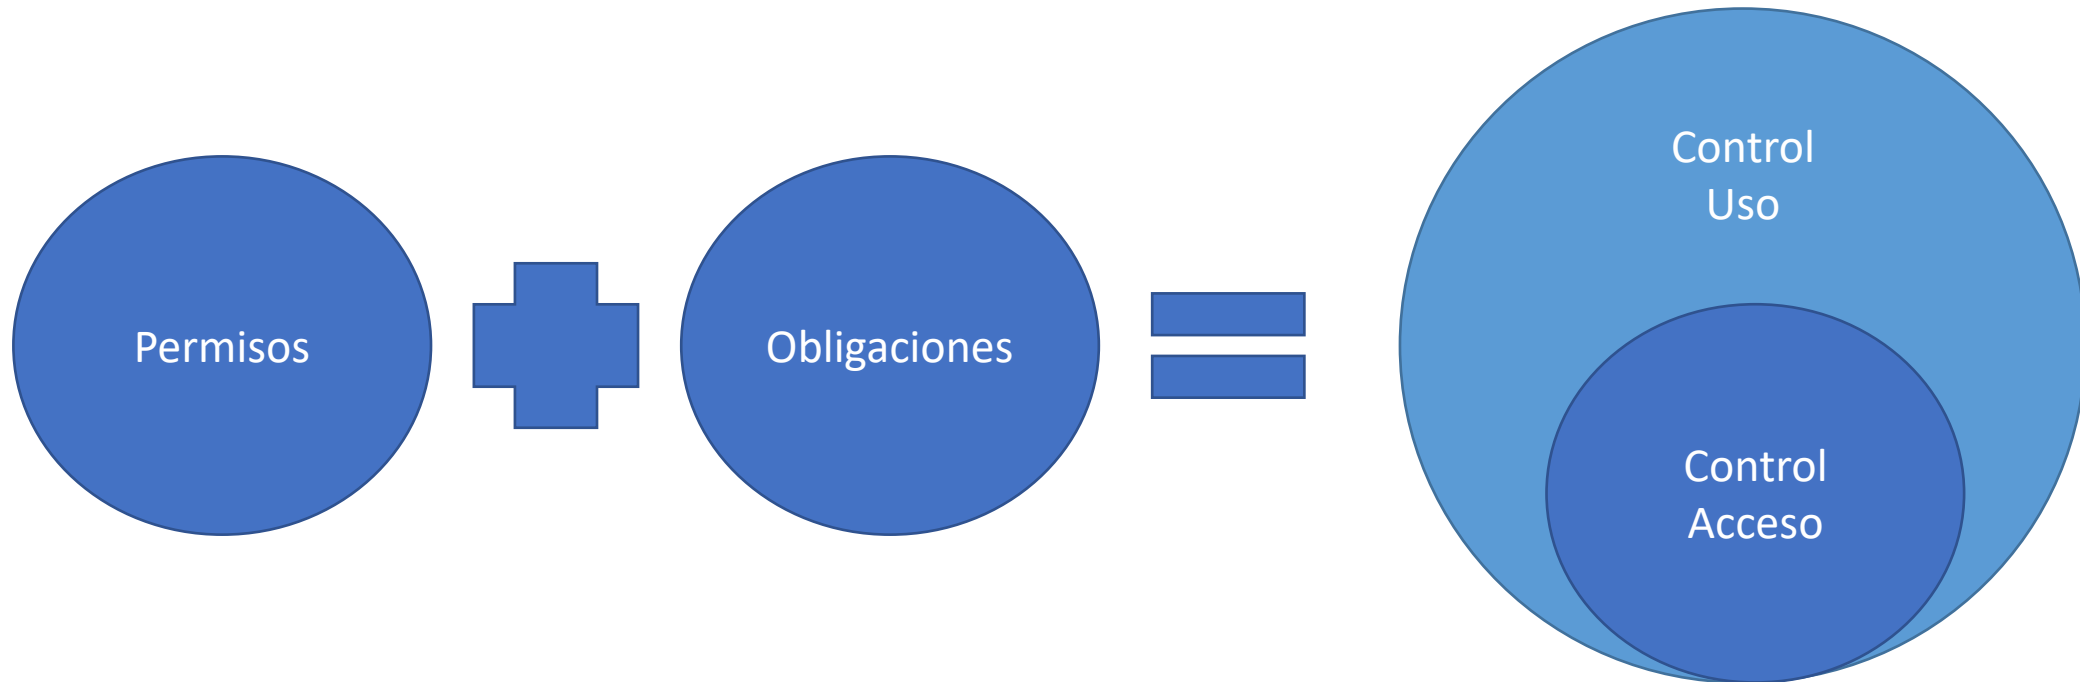 Permisos
Obligaciones
Control
Uso
Control
Acceso